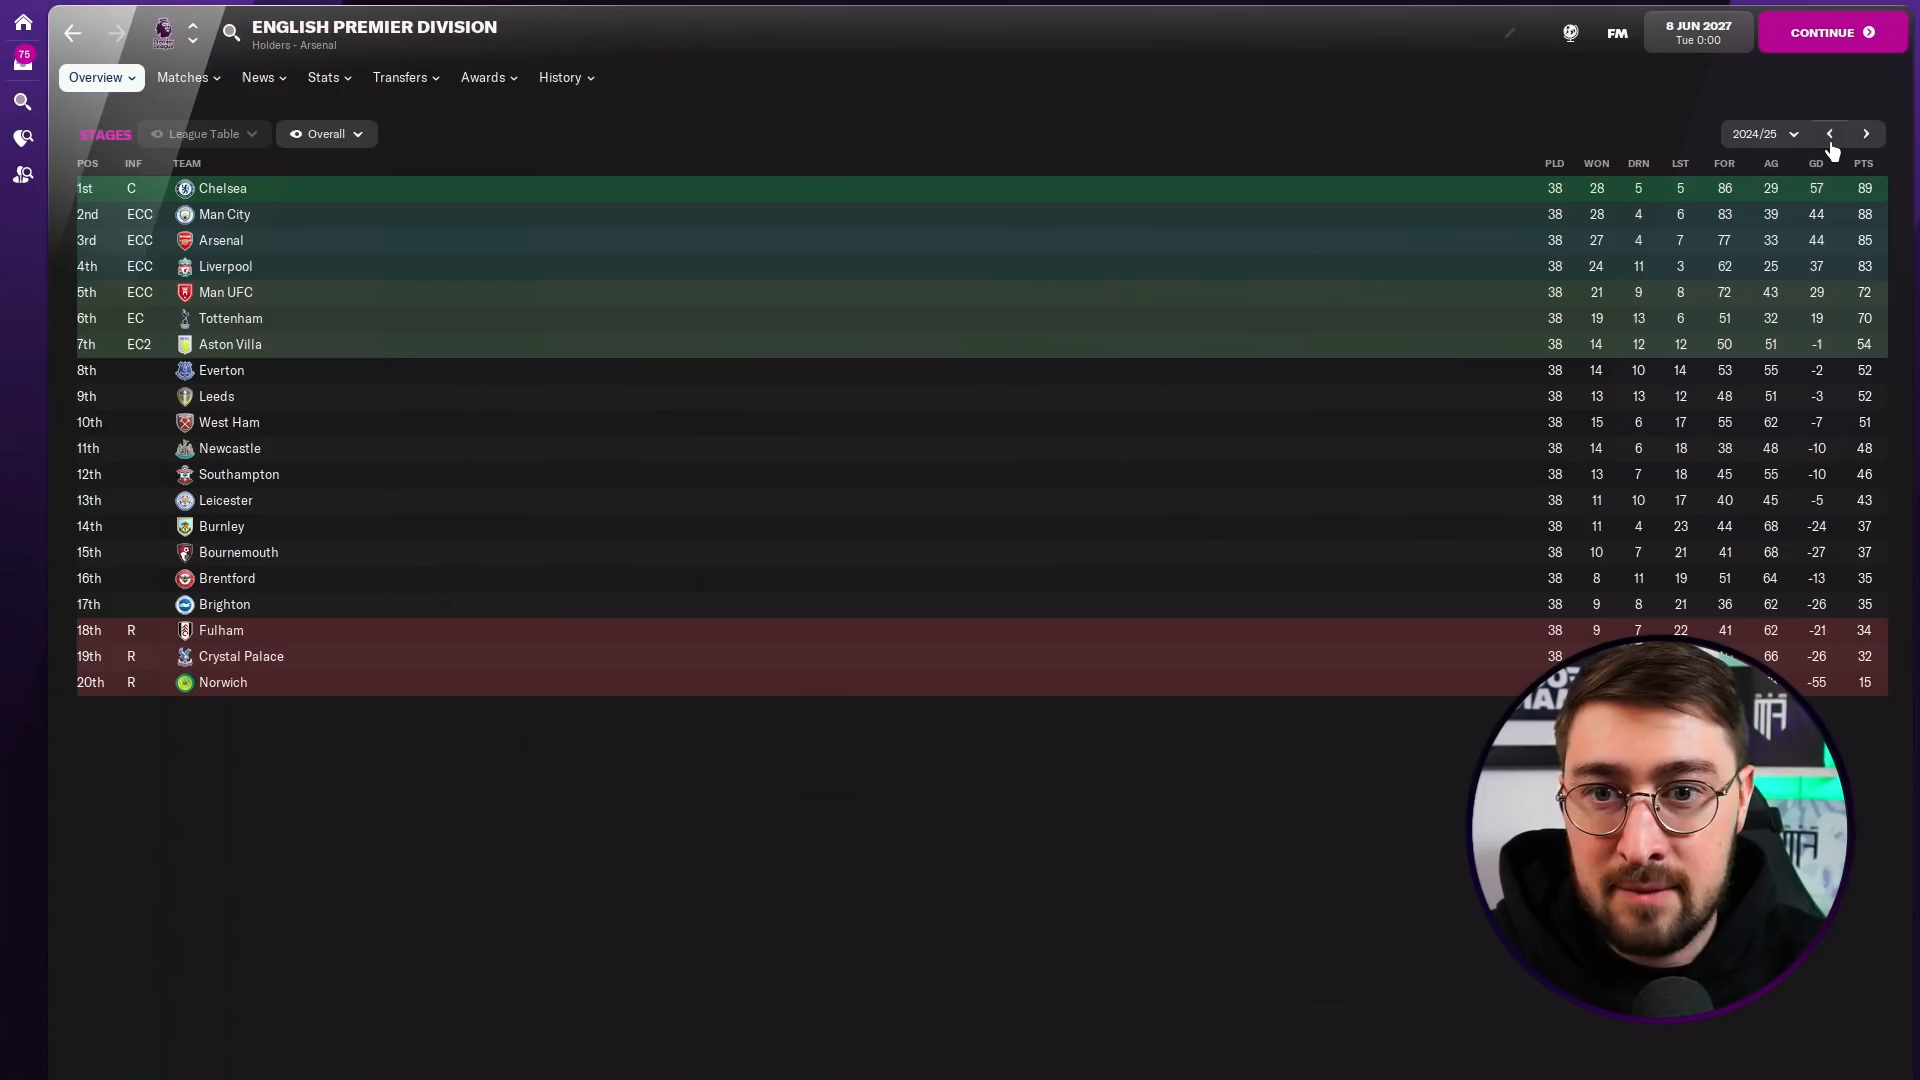 ENGLISH PREMIER DIVISION
Holders - Arsenal
FM
8 JUN 2027
Tue 0:00
CONTINUE
75
Overview Matches News Stats Transfers Awards History
STAGES League Table Overall 2024/25
POS INF TEAM PLD WON DRN LST FOR AG GD PTS
1st C Chelsea 38 28 5 5 86 29 57 89
2nd ECC Man City 38 28 4 6 83 39 44 88
3rd ECC Arsenal 38 27 4 7 77 33 44 85
4th ECC Liverpool 38 24 11 3 62 25 37 83
5th ECC Man UFC 38 21 9 8 72 43 29 72
6th EC Tottenham 38 19 13 6 51 32 19 70
7th EC2 Aston Villa 38 14 12 12 50 51 -1 54
8th Everton 38 14 10 14 53 55 -2 52
9th Leeds 38 13 13 12 48 51 -3 52
10th West Ham 38 15 6 17 55 62 -7 51
11th Newcastle 38 14 6 18 38 48 -10 48
12th Southampton 38 13 7 18 45 55 -10 46
13th Leicester 38 11 10 17 40 45 -5 43
14th Burnley 38 11 4 23 44 68 -24 37
15th Bournemouth 38 10 7 21 41 68 -27 37
16th Brentford 38 8 11 19 51 64 -13 35
17th Brighton 38 9 8 21 36 62 -26 35
18th R Fulham 38 9 7 22 41 62 -21 34
19th R Crystal Palace 38 66 -26 32
20th R Norwich -55 15